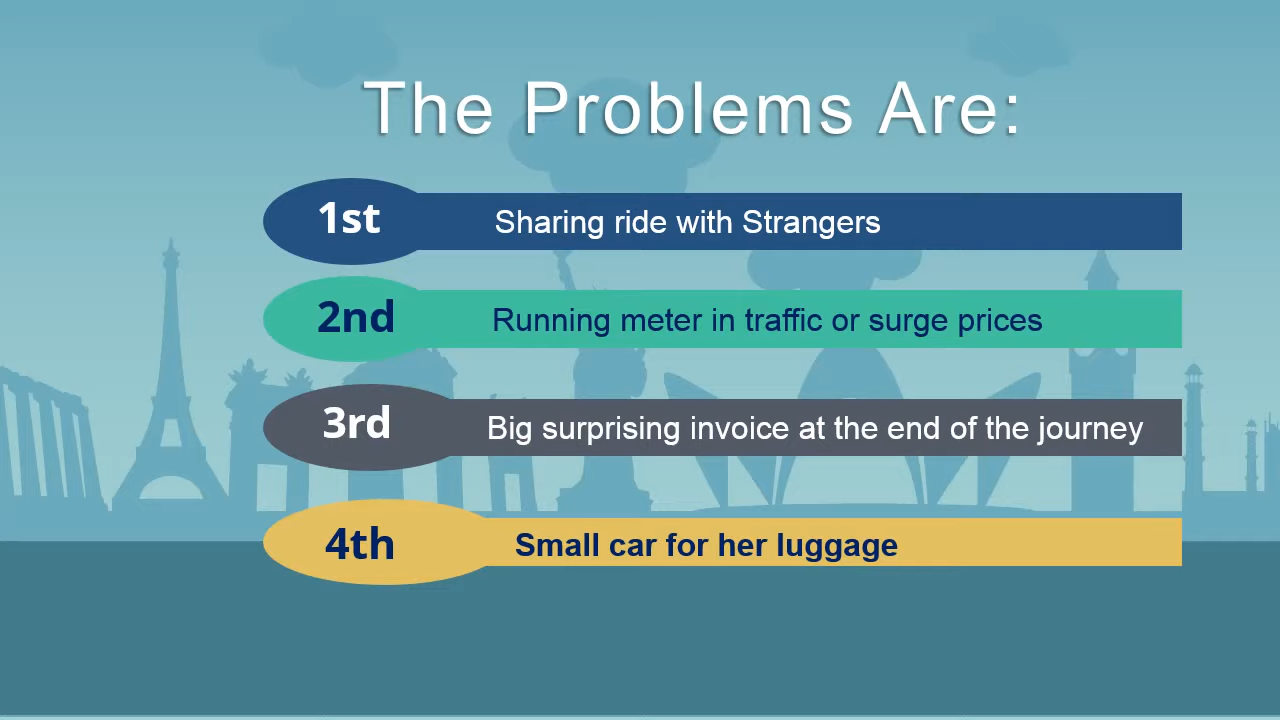 The Problems Are:
1st Sharing ride with Strangers
2nd Running meter in traffic or surge prices
3rd Big surprising invoice at the end of the journey
4th Small car for her luggage